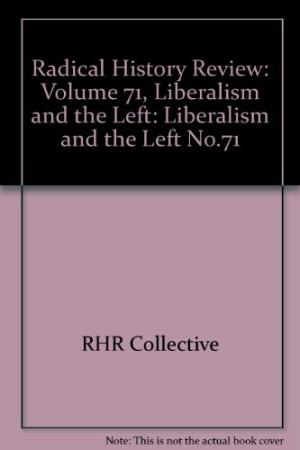 Radical History Review:
Volume 71, Liberalism
and the Left: Liberalism
and the Left No.71
RHR Collective
Note: This is not the actual book cover